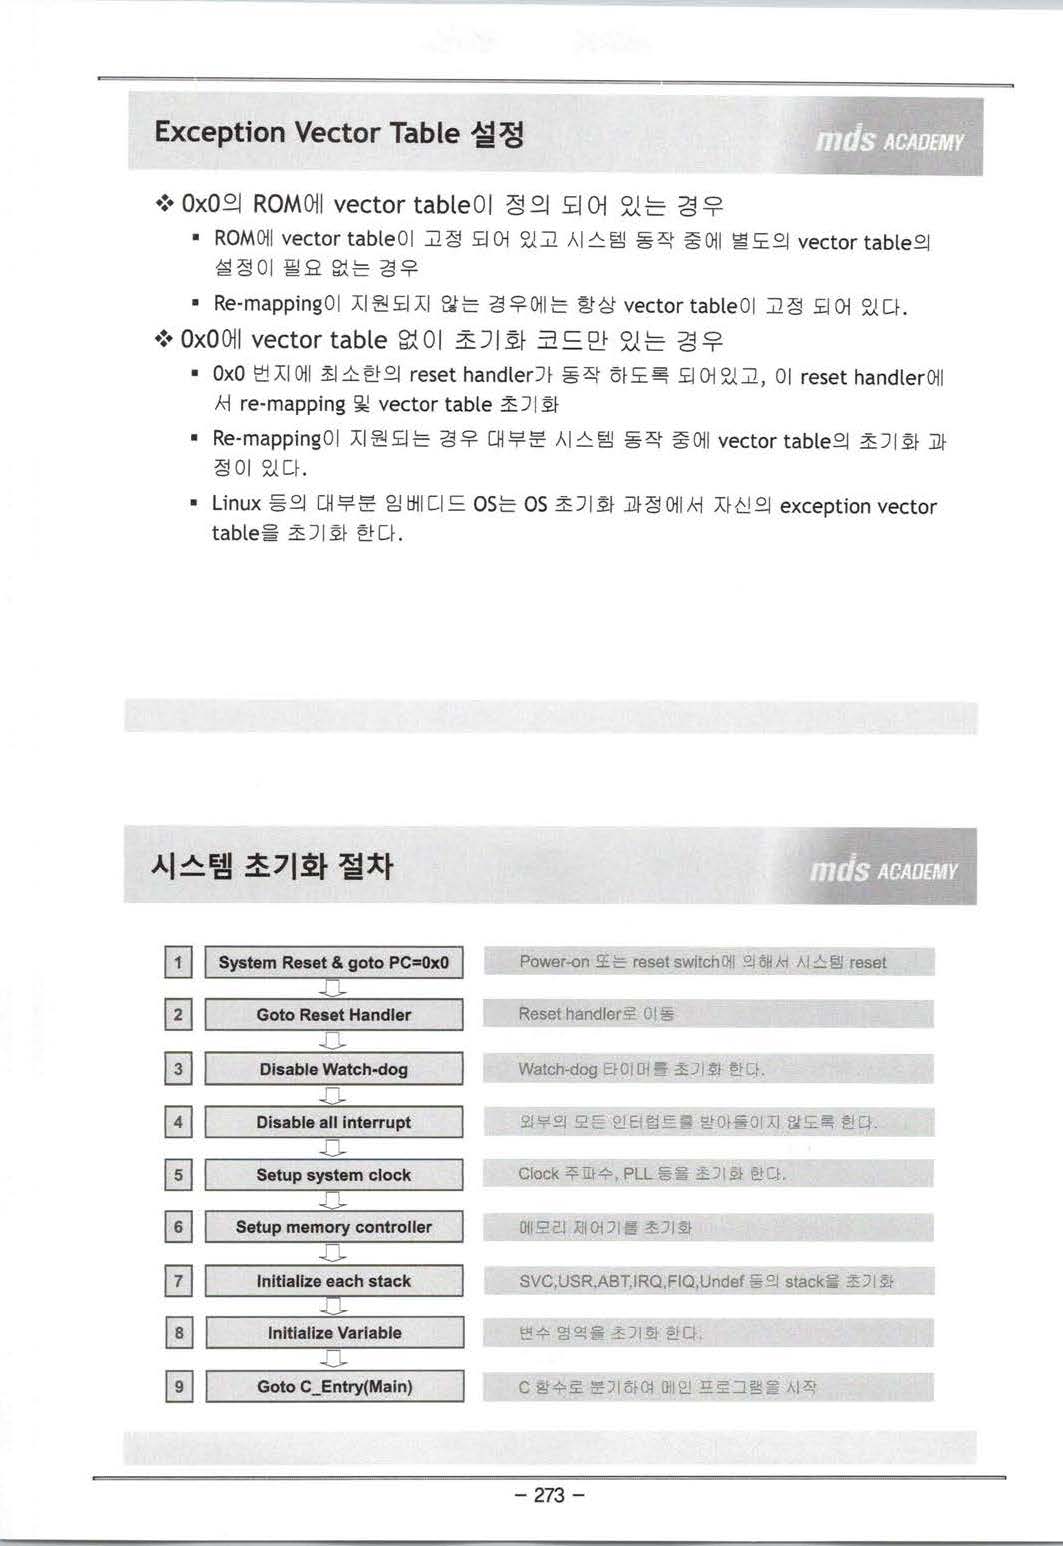 Exception Vector Table 설정
mds ACADEMY
❖ 0x0의 ROM에 vector table이 정의 되어 있는 경우
▪ ROM에 vector table이 고정 되어 있고 시스템 동작 중에 별도의 vector table의
설정이 필요 없는 경우
▪ Re-mapping이 지원되지 않는 경우에는 항상 vector table이 고정 되어 있다.
❖ 0x0에 vector table 없이 초기화 코드만 있는 경우
▪ 0x0 번지에 최소한의 reset handler가 동작 하도록 되어있고, 이 reset handler에
서 re-mapping 및 vector table 초기화
▪ Re-mapping이 지원되는 경우 대부분 시스템 동작 중에 vector table의 초기화 과
정이 있다.
▪ Linux 등의 대부분 임베디드 OS는 OS 초기화 과정에서 자신의 exception vector
table을 초기화 한다.
시스템 초기화 절차
mds ACADEMY
1 System Reset & goto PC=0x0 Power-on 또는 reset switch에 의해서 시스템 reset
2 Goto Reset Handler Reset handler로 이동
3 Disable Watch-dog Watch-dog 타이머를 초기화 한다.
4 Disable all interrupt 외부의 모든 인터럽트를 받아들이지 않도록 한다.
5 Setup system clock Clock 주파수, PLL 등을 초기화 한다.
6 Setup memory controller 메모리 제어기를 초기화
7 Initialize each stack SVC,USR,ABT,IRQ,FIQ,Undef 등의 stack을 초기화
8 Initialize Variable 변수 영역을 초기화 한다.
9 Goto C_Entry(Main) C 함수로 분기하여 메인 프로그램을 시작
– 273 –